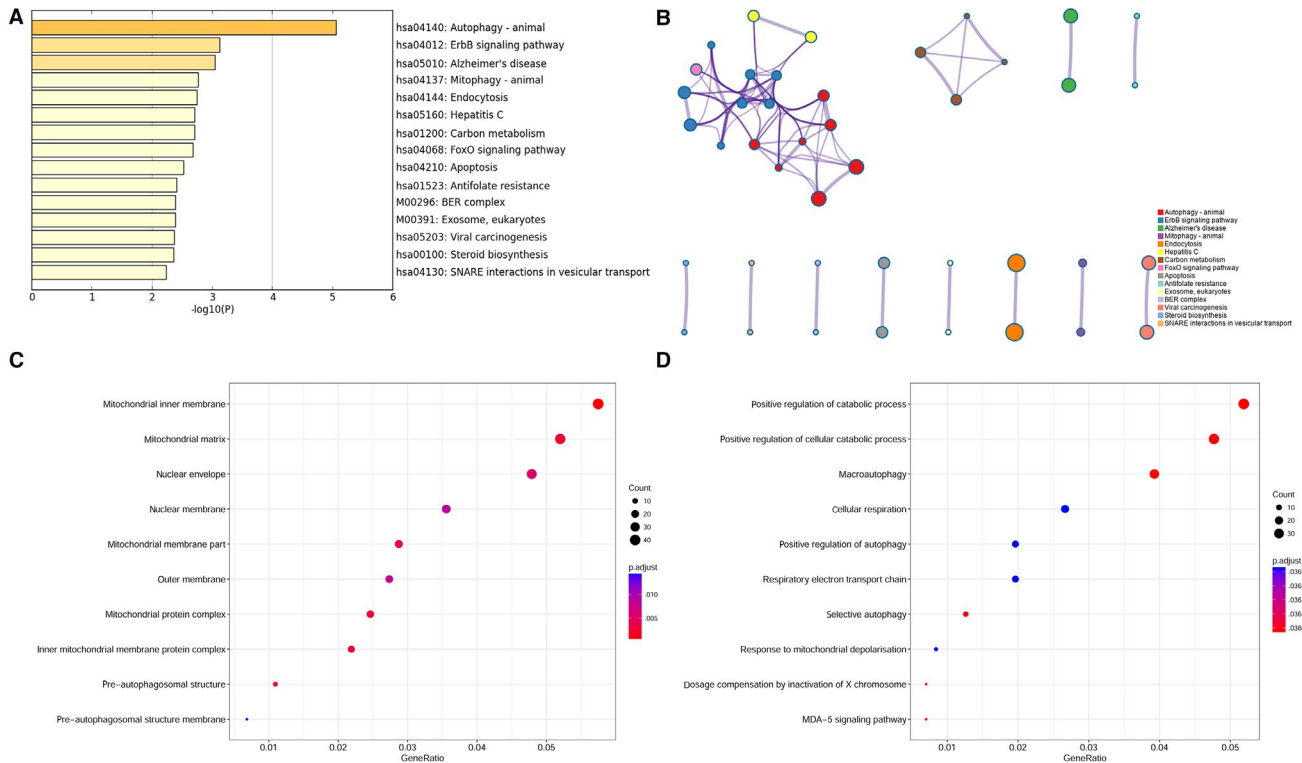 A
hsa04140: Autophagy - animal
hsa04012: ErbB signaling pathway
hsa05010: Alzheimer's disease
hsa04137: Mitophagy - animal
hsa04144: Endocytosis
hsa05160: Hepatitis C
hsa01200: Carbon metabolism
hsa04068: FoxO signaling pathway
hsa04210: Apoptosis
hsa01523: Antifolate resistance
M00296: BER complex
M00391: Exosome, eukaryotes
hsa05203: Viral carcinogenesis
hsa00100: Steroid biosynthesis
hsa04130: SNARE interactions in vesicular transport
0 1 2 3 4 5 6
-log10(P)
B
Autophagy - animal
ErbB signaling pathway
Alzheimer's disease
Mitophagy - animal
Endocytosis
Hepatitis C
Carbon metabolism
FoxO signaling pathway
Apoptosis
Antifolate resistance
Exosome, eukaryotes
BER complex
Viral carcinogenesis
Steroid biosynthesis
SNARE interactions in vesicular transport
C
Mitochondrial inner membrane
Mitochondrial matrix
Nuclear envelope
Nuclear membrane
Mitochondrial membrane part
Outer membrane
Mitochondrial protein complex
Inner mitochondrial membrane protein complex
Pre−autophagosomal structure
Pre−autophagosomal structure membrane
0.01 0.02 0.03 0.04 0.05
GeneRatio
Count
10
20
30
40
p.adjust
.010
.005
D
Positive regulation of catabolic process
Positive regulation of cellular catabolic process
Macroautophagy
Cellular respiration
Positive regulation of autophagy
Respiratory electron transport chain
Selective autophagy
Response to mitochondrial depolarisation
Dosage compensation by inactivation of X chromosome
MDA−5 signaling pathway
0.01 0.02 0.03 0.04 0.05
GeneRatio
Count
10
20
30
p.adjust
.036
.036
.036
.036
.036